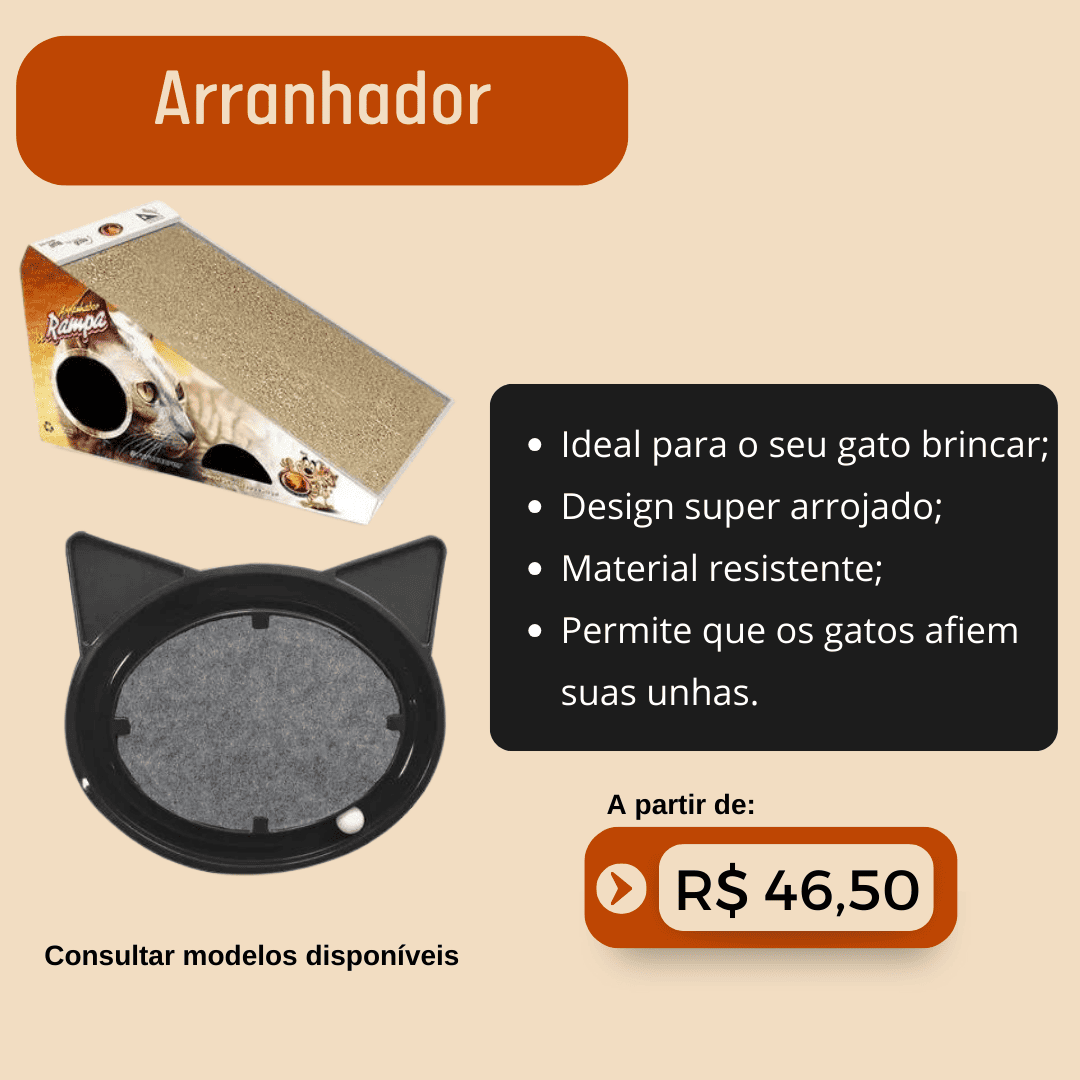 Arranhador
Arranhador
Rampa
• Ideal para o seu gato brincar;
• Design super arrojado;
• Material resistente;
• Permite que os gatos afiem
suas unhas.
A partir de:
R$ 46,50
Consultar modelos disponíveis